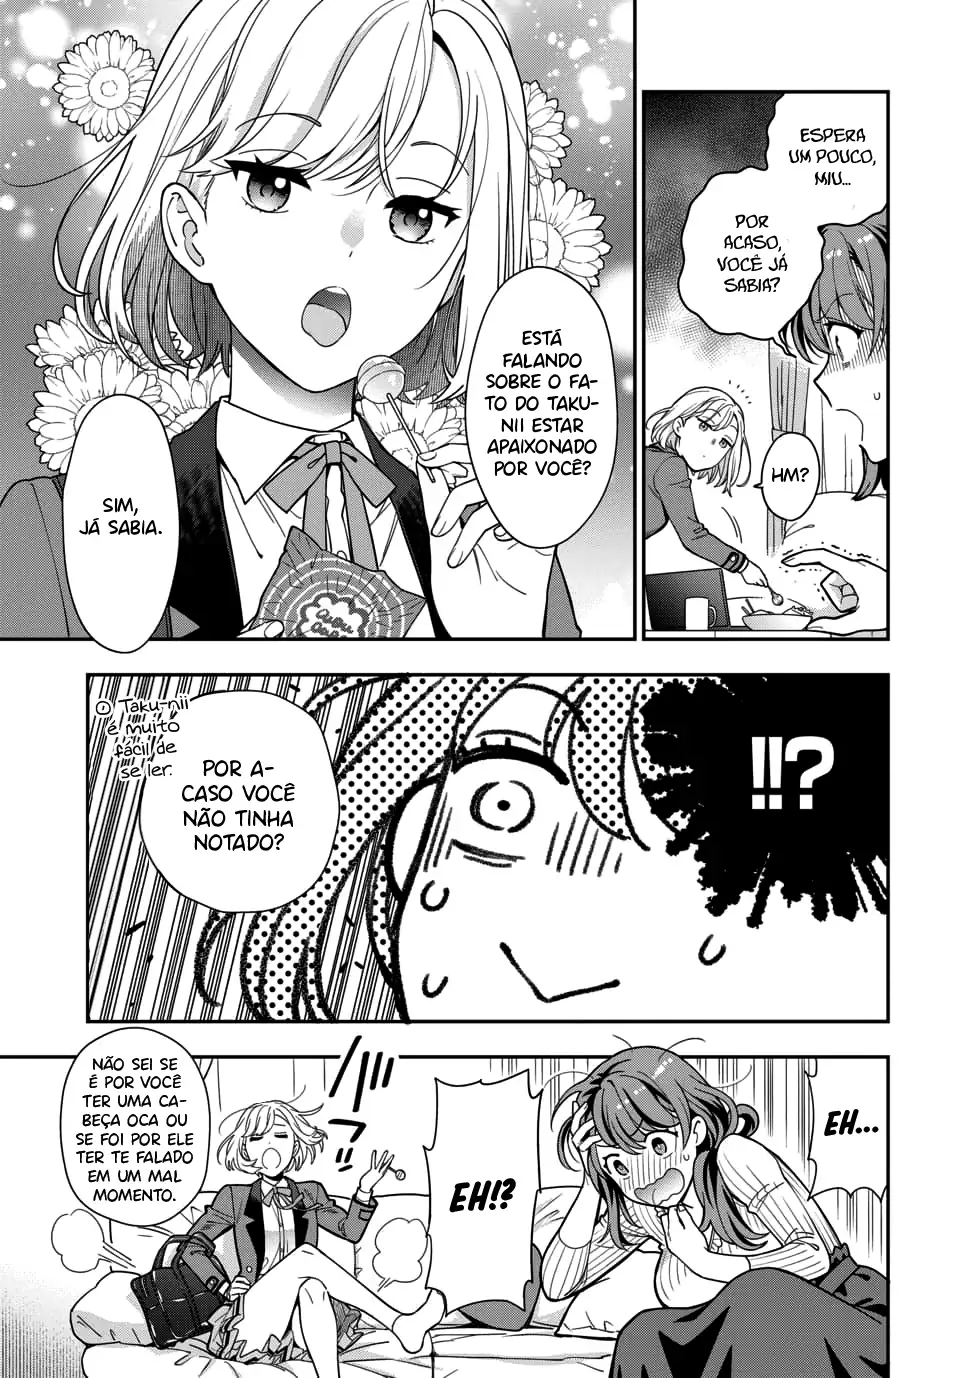 ESPERA
UM POUCO,
MIU...
POR
ACASO,
VOCÊ JÁ
SABIA?
HM?
ESTÁ
FALANDO
SOBRE O FA-
TO DO TAKU-
NII ESTAR
APAIXONADO
POR VOCÊ?
SIM,
JÁ SABIA.
!!?
POR A-
CASO VOCÊ
NÃO TINHA
NOTADO?
Taku-nii
é muito
fácil de
se ler.
EH...
EH!?
NÃO SEI SE
É POR VOCÊ
TER UMA CA-
BEÇA OCA OU
SE FOI POR ELE
TER TE FALADO
EM UM MAL
MOMENTO.